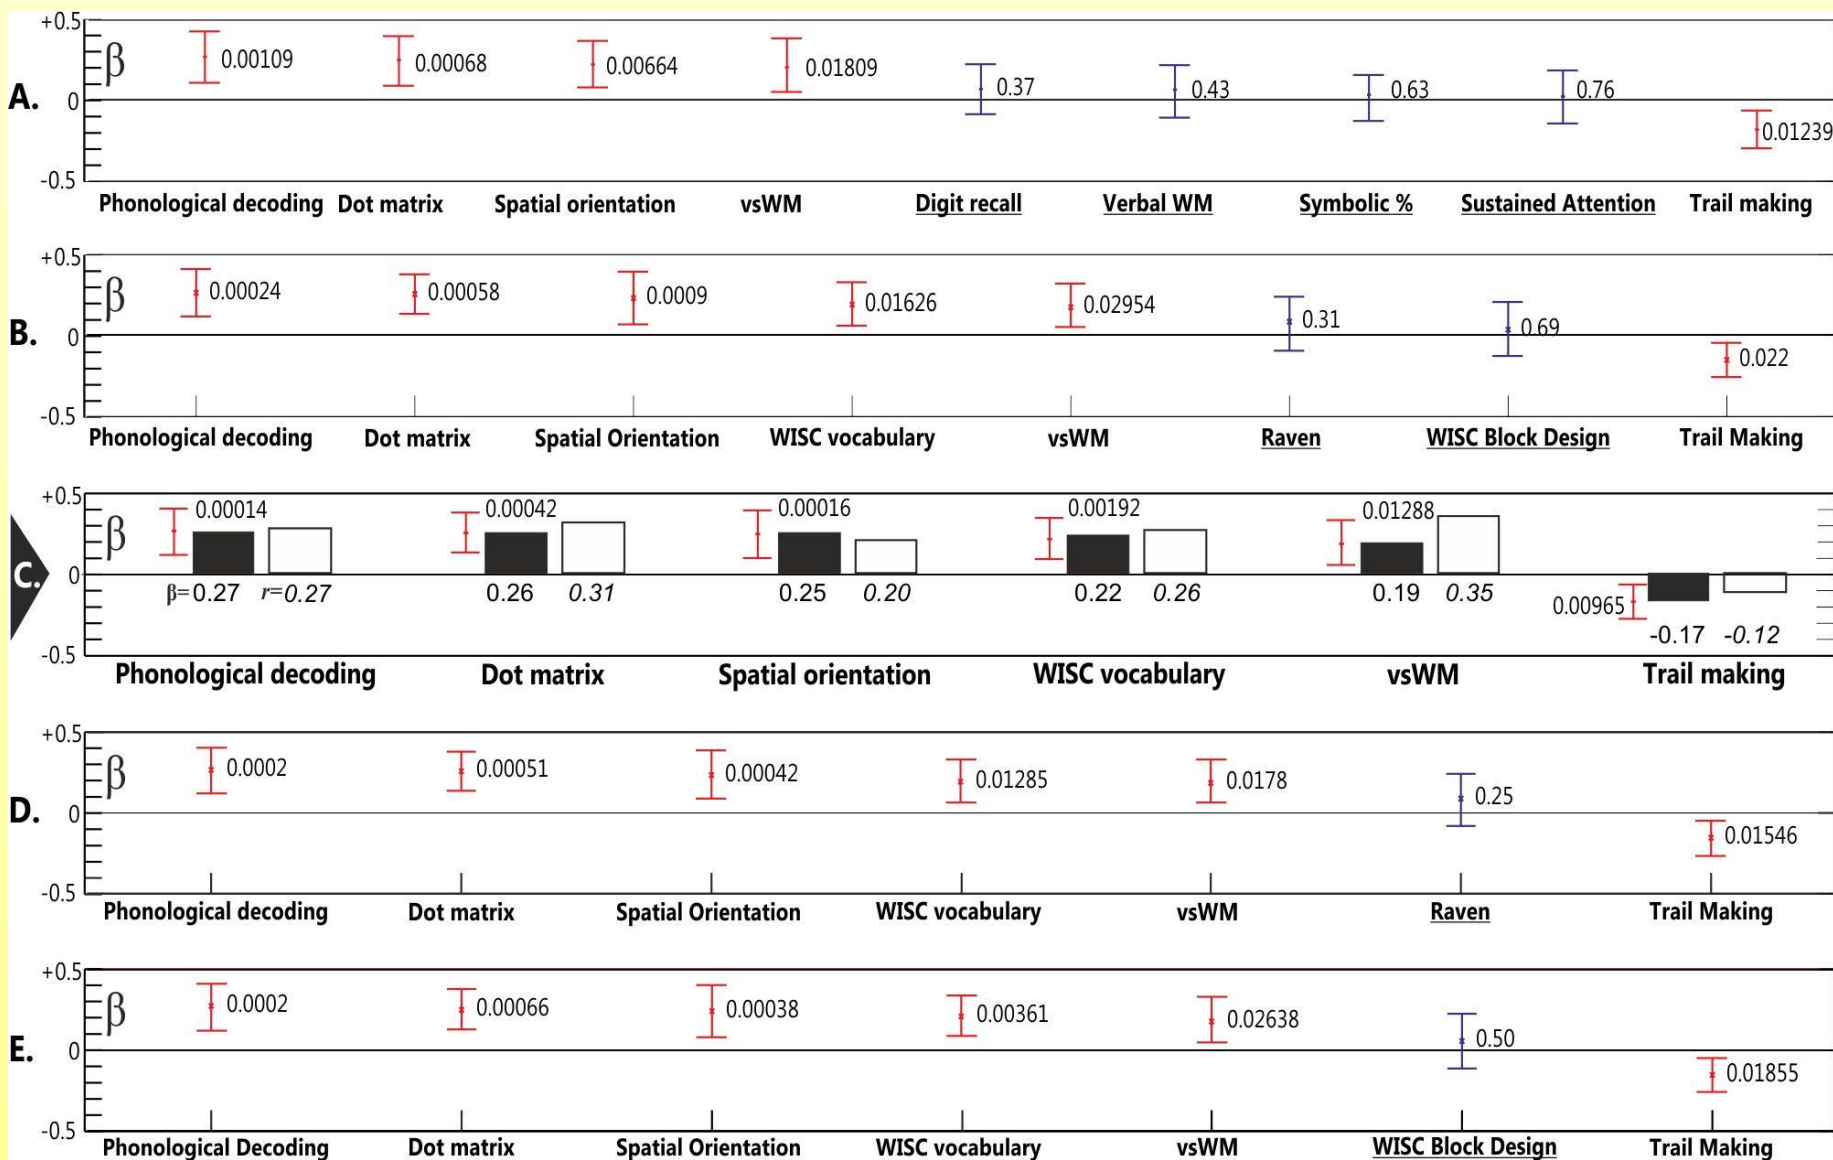 +0.5
β 0.00109 0.00068 0.00664 0.01809 0.37 0.43 0.63 0.76 0.01239
A. 0
-0.5
Phonological decoding Dot matrix Spatial orientation vsWM Digit recall Verbal WM Symbolic % Sustained Attention Trail making
+0.5
β 0.00024 0.00058 0.0009 0.01626 0.02954 0.31 0.69 0.022
B. 0
-0.5
Phonological decoding Dot matrix Spatial Orientation WISC vocabulary vsWM Raven WISC Block Design Trail Making
+0.5
β 0.00014 0.00042 0.00016 0.00192 0.01288
C. 0
β=0.27 r=0.27 0.26 0.31 0.25 0.20 0.22 0.26 0.19 0.35 0.00965
-0.17 -0.12
-0.5
Phonological decoding Dot matrix Spatial orientation WISC vocabulary vsWM Trail making
+0.5
β 0.0002 0.00051 0.00042 0.01285 0.0178 0.25 0.01546
D. 0
-0.5
Phonological decoding Dot matrix Spatial Orientation WISC vocabulary vsWM Raven Trail Making
+0.5
β 0.0002 0.00066 0.00038 0.00361 0.02638 0.50 0.01855
E. 0
-0.5
Phonological Decoding Dot matrix Spatial Orientation WISC vocabulary vsWM WISC Block Design Trail Making